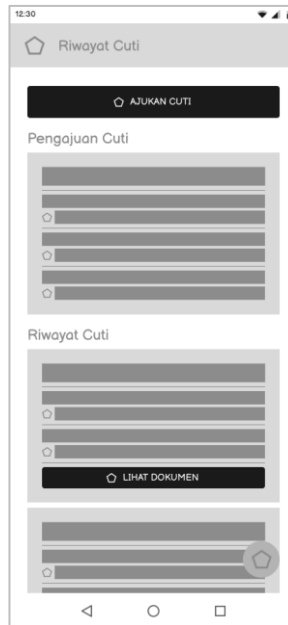 12:30
Riwayat Cuti
AJUKAN CUTI
Pengajuan Cuti
Riwayat Cuti
LIHAT DOKUMEN